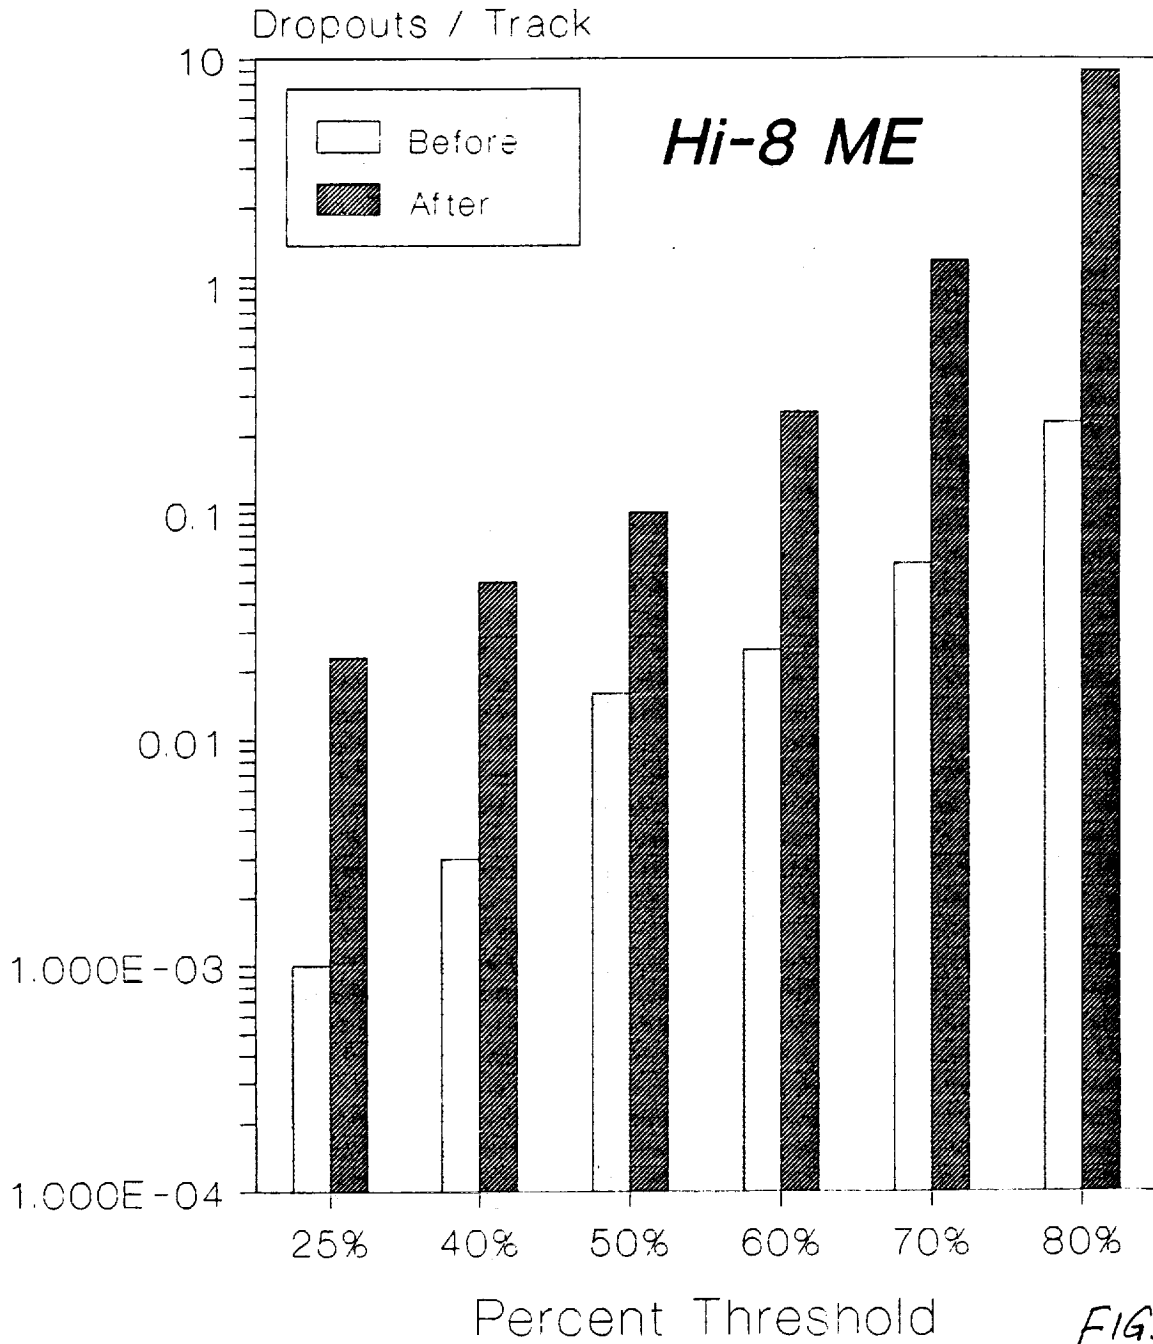 Dropouts / Track
10
1
0.1
0.01
1.000E-03
1.000E-04
Before
After
Hi-8 ME
25% 40% 50% 60% 70% 80%
Percent Threshold
FIG.